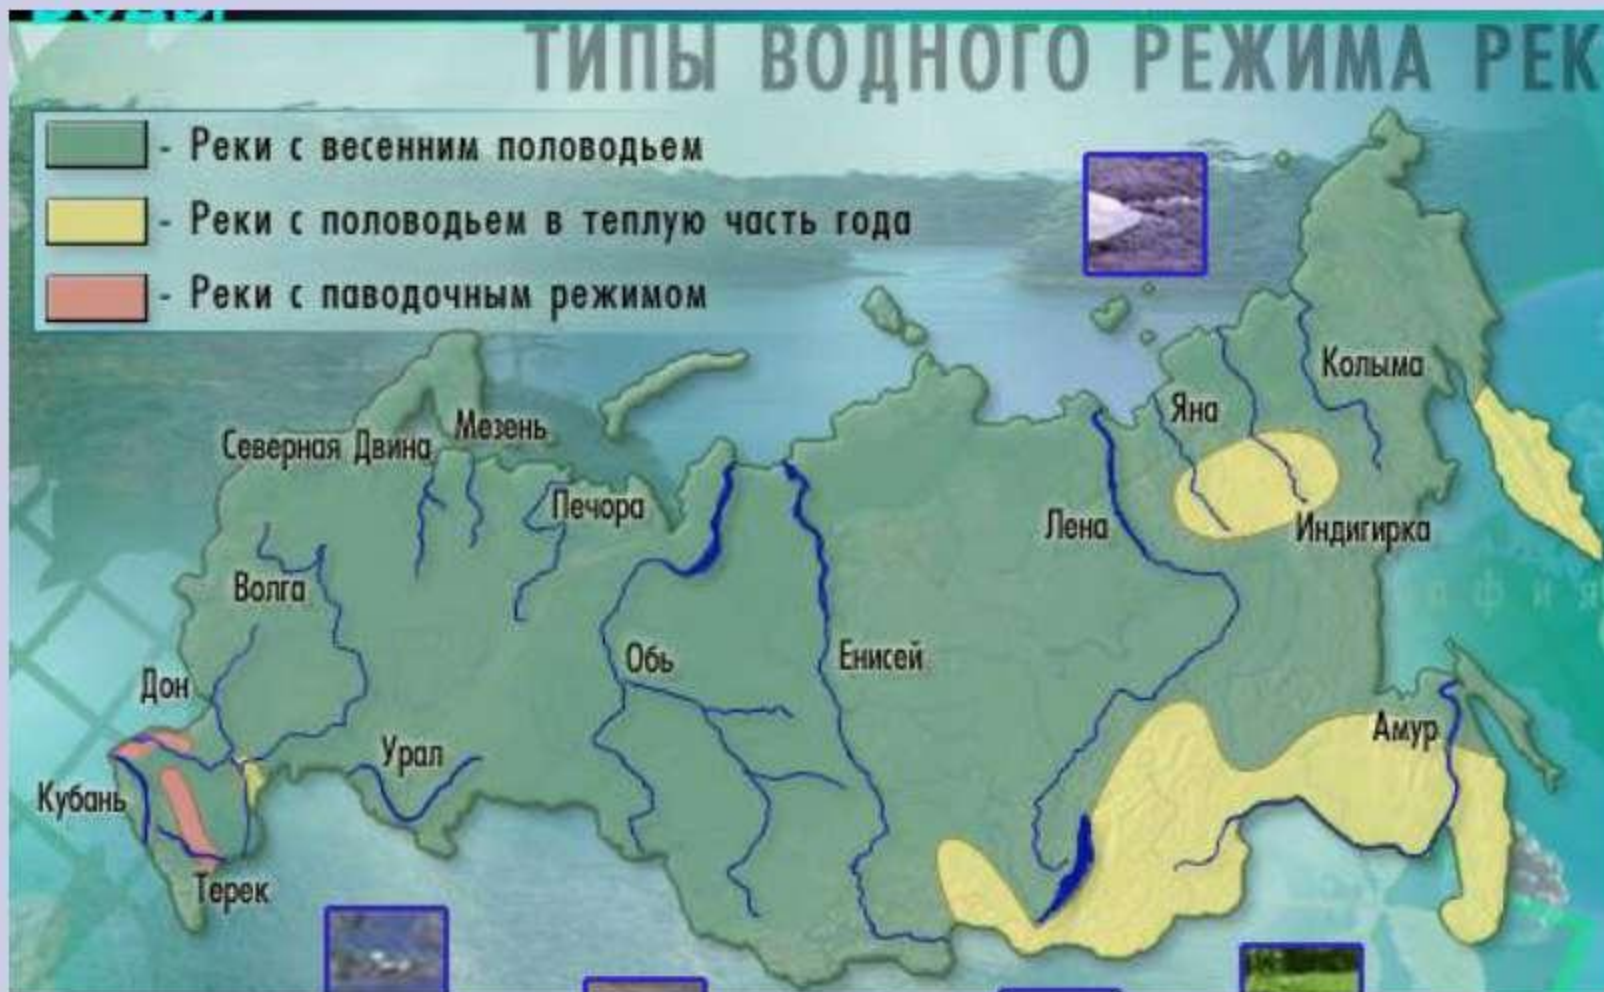 ТИПЫ ВОДНОГО РЕЖИМА РЕК
- Реки с весенним половодьем
- Реки с половодьем в теплую часть года
- Реки с паводочным режимом
Колыма
Яна
Мезень
Северная Двина
Печора
Лена
Индигирка
Волга
Обь
Енисей
Дон
Амур
Урал
Кубань
Терек